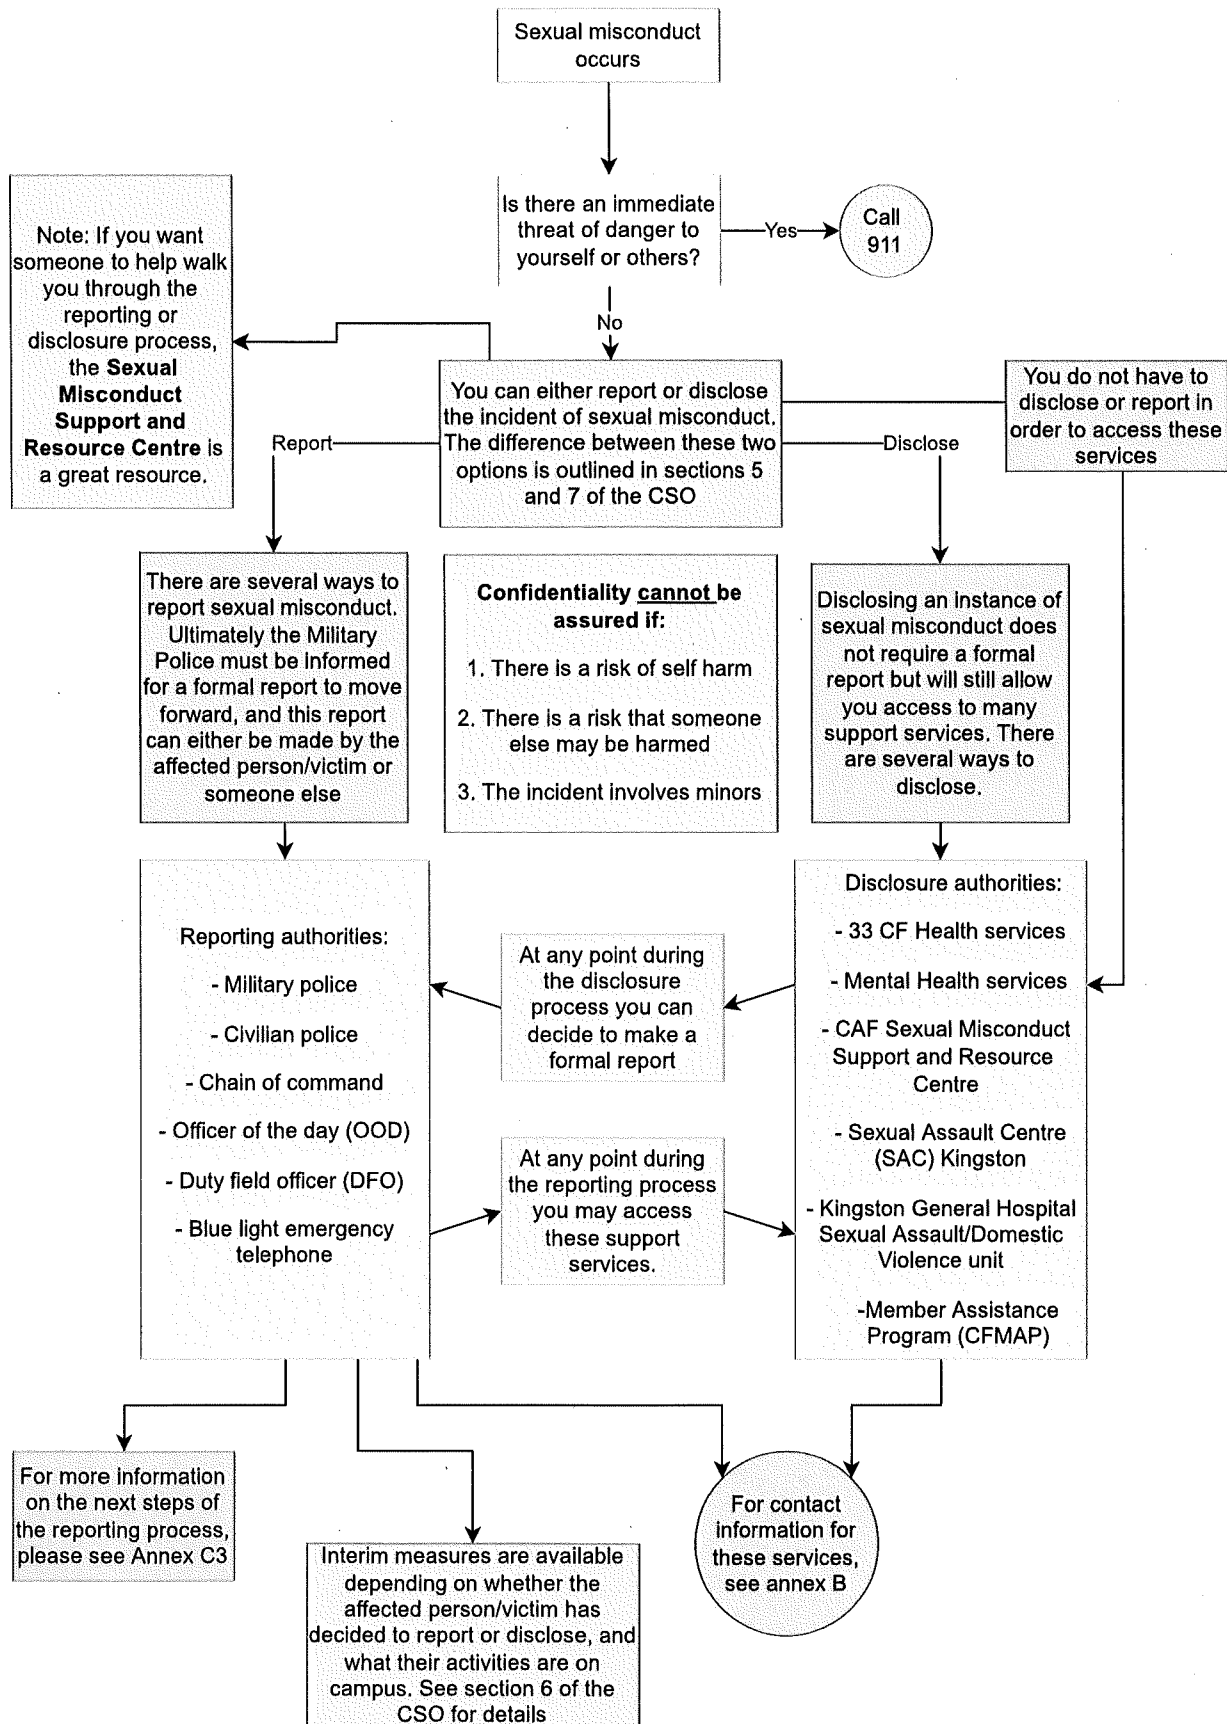 Sexual misconduct
occurs
Is there an immediate
threat of danger to
yourself or others?
Yes
Call
911
No
Note: If you want
someone to help walk
you through the
reporting or
disclosure process,
the Sexual
Misconduct
Support and
Resource Centre is
a great resource.
You can either report or disclose
the incident of sexual misconduct.
The difference between these two
options is outlined in sections 5
and 7 of the CSO
You do not have to
disclose or report in
order to access these
services
Report
Disclose
There are several ways to
report sexual misconduct.
Ultimately the Military
Police must be informed
for a formal report to move
forward, and this report
can either be made by the
affected person/victim or
someone else
Confidentiality cannot be
assured if:
1. There is a risk of self harm
2. There is a risk that someone
else may be harmed
3. The incident involves minors
Disclosing an instance of
sexual misconduct does
not require a formal
report but will still allow
you access to many
support services. There
are several ways to
disclose.
Reporting authorities:
- Military police
- Civilian police
- Chain of command
- Officer of the day (OOD)
- Duty field officer (DFO)
- Blue light emergency
telephone
At any point during
the disclosure
process you can
decide to make a
formal report
At any point during
the reporting process
you may access
these support
services.
Disclosure authorities:
- 33 CF Health services
- Mental Health services
- CAF Sexual Misconduct
Support and Resource
Centre
- Sexual Assault Centre
(SAC) Kingston
- Kingston General Hospital
Sexual Assault/Domestic
Violence unit
-Member Assistance
Program (CFMAP)
For more information
on the next steps of
the reporting process,
please see Annex C3
Interim measures are available
depending on whether the
affected person/victim has
decided to report or disclose, and
what their activities are on
campus. See section 6 of the
CSO for details
For contact
information for
these services,
see annex B